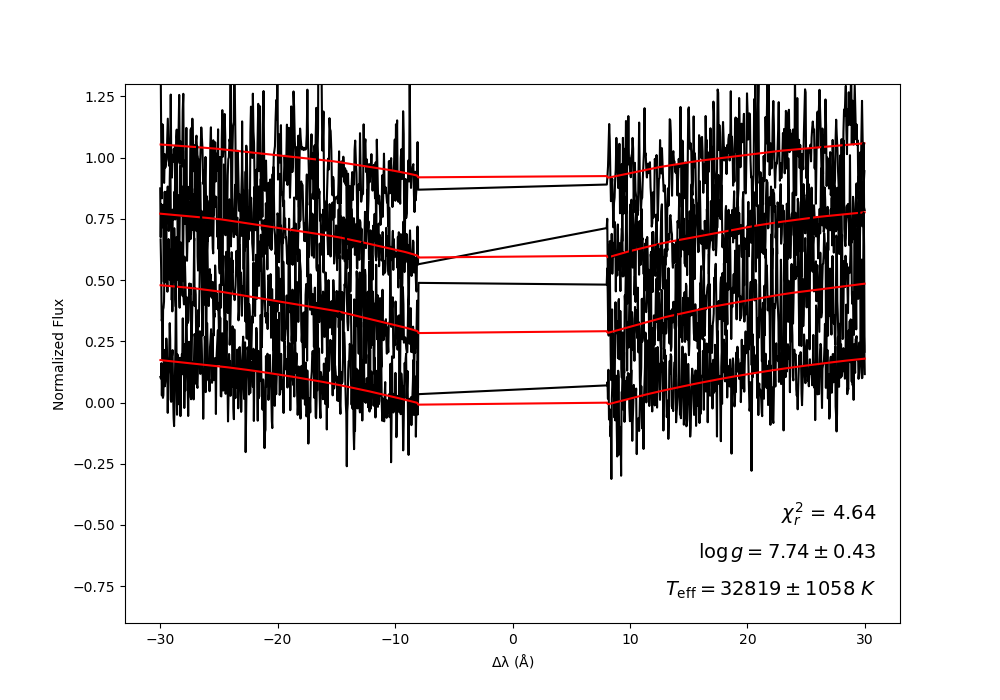 1.25
1.00
0.75
0.50
0.25
0.00
−0.25
−0.50
−0.75
Normalized Flux
χ²ᵣ = 4.64
log g = 7.74 ± 0.43
T_eff = 32819 ± 1058 K
−30 −20 −10 0 10 20 30
Δλ (Å)